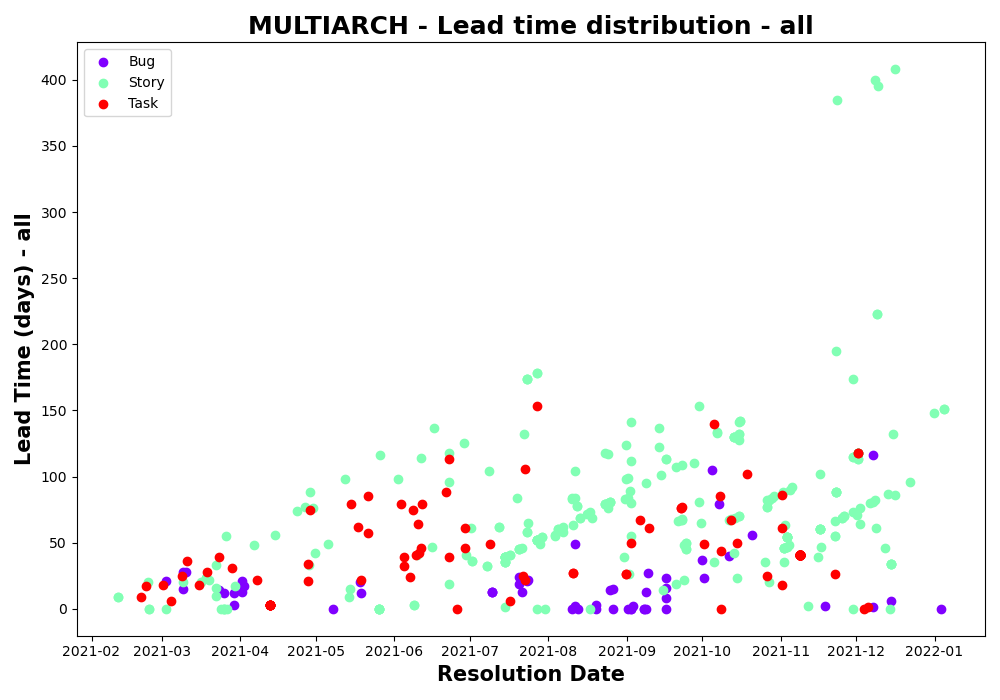 MULTIARCH - Lead time distribution - all
Bug
Story
Task
Lead Time (days) - all
400
350
300
250
200
150
100
50
0
2021-02 2021-03 2021-04 2021-05 2021-06 2021-07 2021-08 2021-09 2021-10 2021-11 2021-12 2022-01
Resolution Date